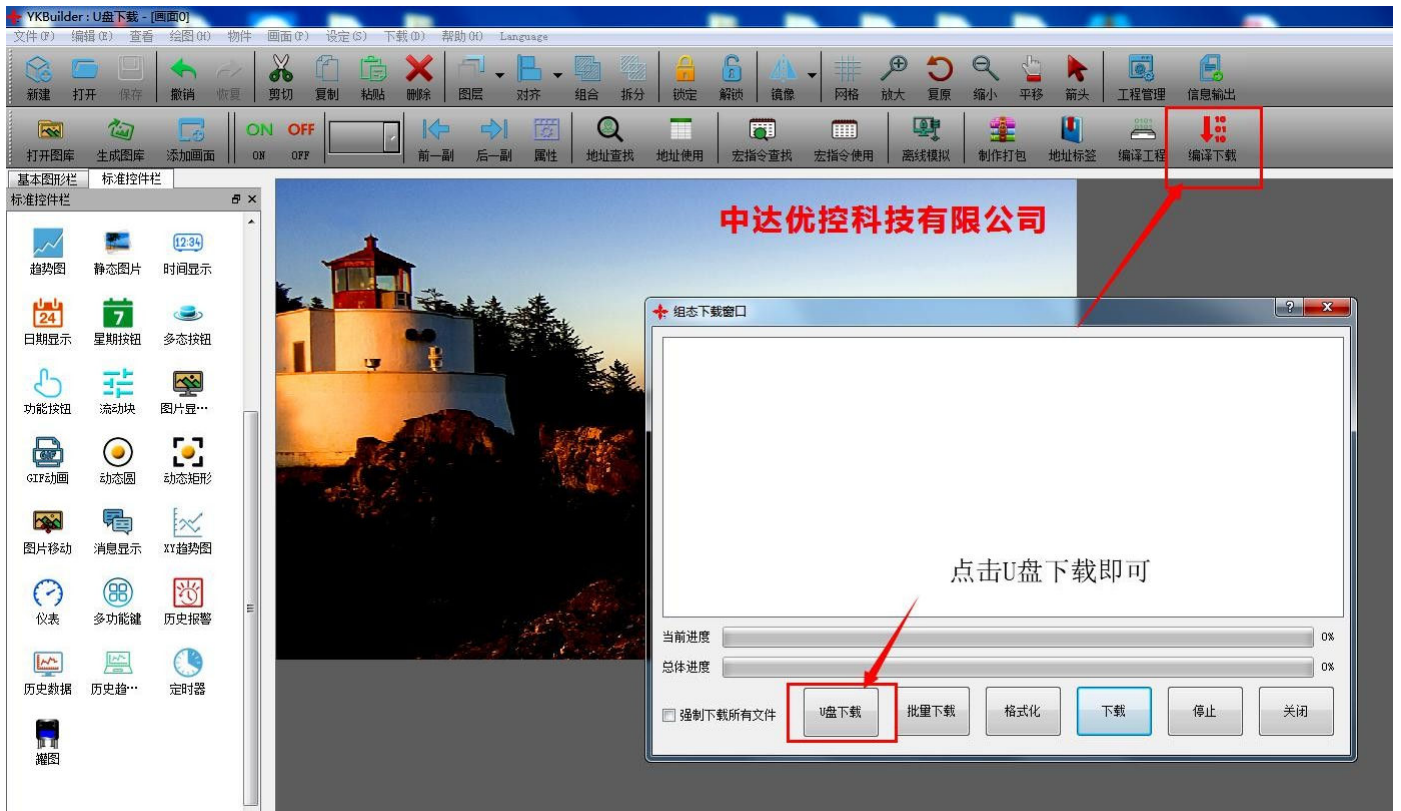 YKBuilder : U盘下载 - [画面0]
文件(F) 编辑(E) 查看 绘图(H) 物件 画面(P) 设定(S) 下载(D) 帮助(H) Language
新建 打开 保存 撤销 恢复 剪切 复制 粘贴 删除 图层 对齐 组合 拆分 锁定 解锁 镜像 网格 放大 复原 缩小 平移 箭头 工程管理 信息输出
ON OFF
打开图库 生成图库 添加画面 ON OFF 前一副 后一副 属性 地址查找 地址使用 宏指令查找 宏指令使用 离线模拟 制作打包 地址标签 编译工程 编译下载
基本图形栏 标准控件栏
标准控件栏
12:34
趋势图 静态图片 时间显示
24 7
日期显示 星期按钮 多态按钮
功能按钮 流动块 图片显…
GIF
GIF动画 动态圆 动态矩形
图片移动 消息显示 XY趋势图
仪表 多功能鍵 历史报警
历史数据 历史趋… 定时器
罐图
中达优控科技有限公司
组态下载窗口
点击U盘下载即可
当前进度 0%
总体进度 0%
强制下载所有文件 U盘下载 批量下载 格式化 下载 停止 关闭